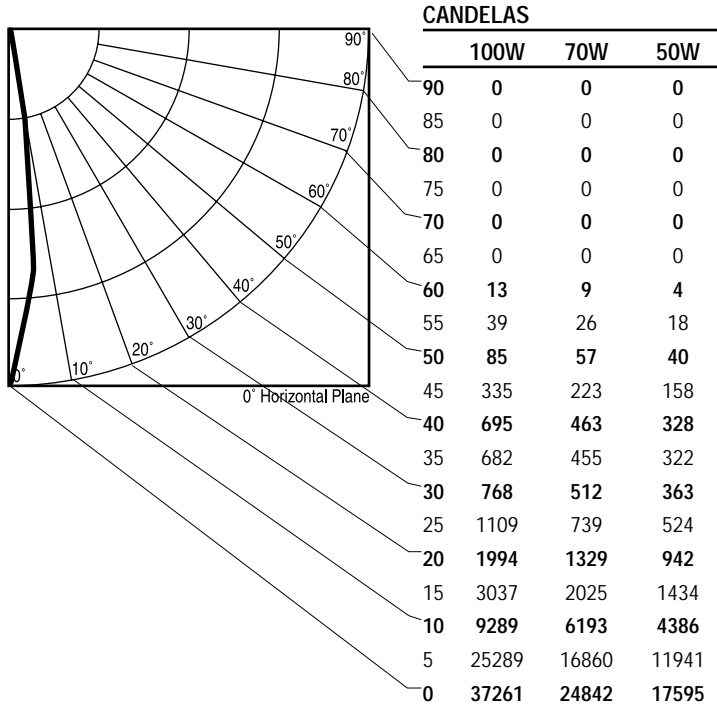 CANDELAS
100W 70W 50W
90 0 0 0
85 0 0 0
80 0 0 0
75 0 0 0
70 0 0 0
65 0 0 0
60 13 9 4
55 39 26 18
50 85 57 40
45 335 223 158
40 695 463 328
35 682 455 322
30 768 512 363
25 1109 739 524
20 1994 1329 942
15 3037 2025 1434
10 9289 6193 4386
5 25289 16860 11941
0 37261 24842 17595
90°
80°
70°
60°
50°
40°
30°
20°
10°
0°
0° Horizontal Plane